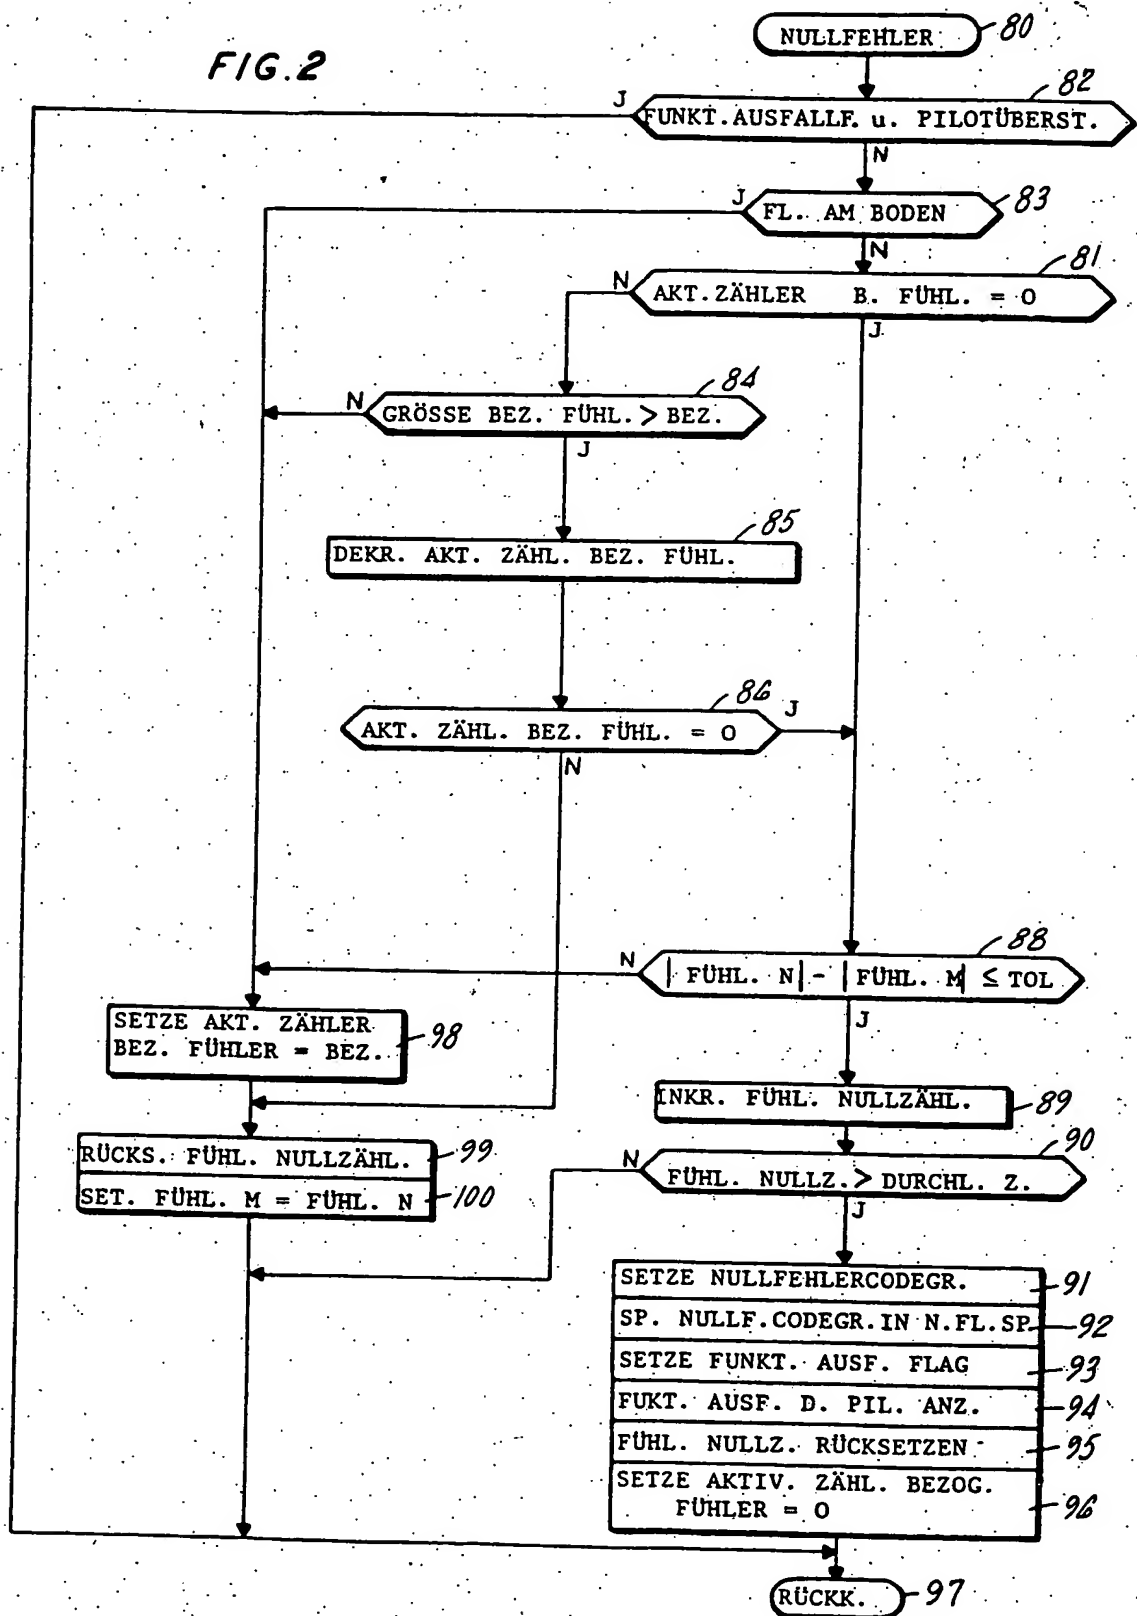 FIG.2
NULLFEHLER
80
82
J
FUNKT.AUSFALLF. u. PILOTÜBERST.
N
J
FL. AM BODEN
83
N
81
N
AKT.ZÄHLER B. FÜHL. = O
J
84
N
GRÖSSE BEZ. FÜHL. > BEZ.
J
85
DEKR. AKT. ZÄHL. BEZ. FÜHL.
86
J
AKT. ZÄHL. BEZ. FÜHL. = O
N
88
N
| FÜHL. N| - | FÜHL. M| ≤ TOL
J
SETZE AKT. ZÄHLER
BEZ. FÜHLER = BEZ.
98
INKR. FÜHL. NULLZÄHL.
89
90
N
FÜHL. NULLZ. > DURCHL. Z.
J
RÜCKS. FÜHL. NULLZÄHL.
99
SET. FÜHL. M = FÜHL. N
100
SETZE NULLFEHLERCODEGR.
91
SP. NULLF.CODEGR.IN N.FL.SP
92
SETZE FUNKT. AUSF. FLAG
93
FUKT. AUSF. D. PIL. ANZ.
94
FÜHL. NULLZ. RÜCKSETZEN
95
SETZE AKTIV. ZÄHL. BEZOG.
FÜHLER = O
96
RÜCKK.
97